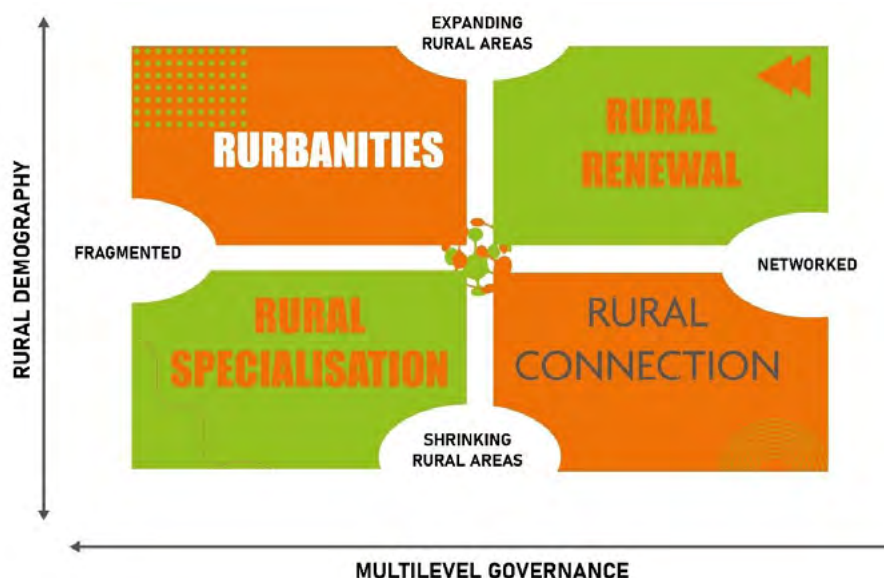 EXPANDING
RURAL AREAS
RURBANITIES
RURAL
RENEWAL
RURAL DEMOGRAPHY
FRAGMENTED
NETWORKED
RURAL
SPECIALISATION
RURAL
CONNECTION
SHRINKING
RURAL AREAS
MULTILEVEL GOVERNANCE